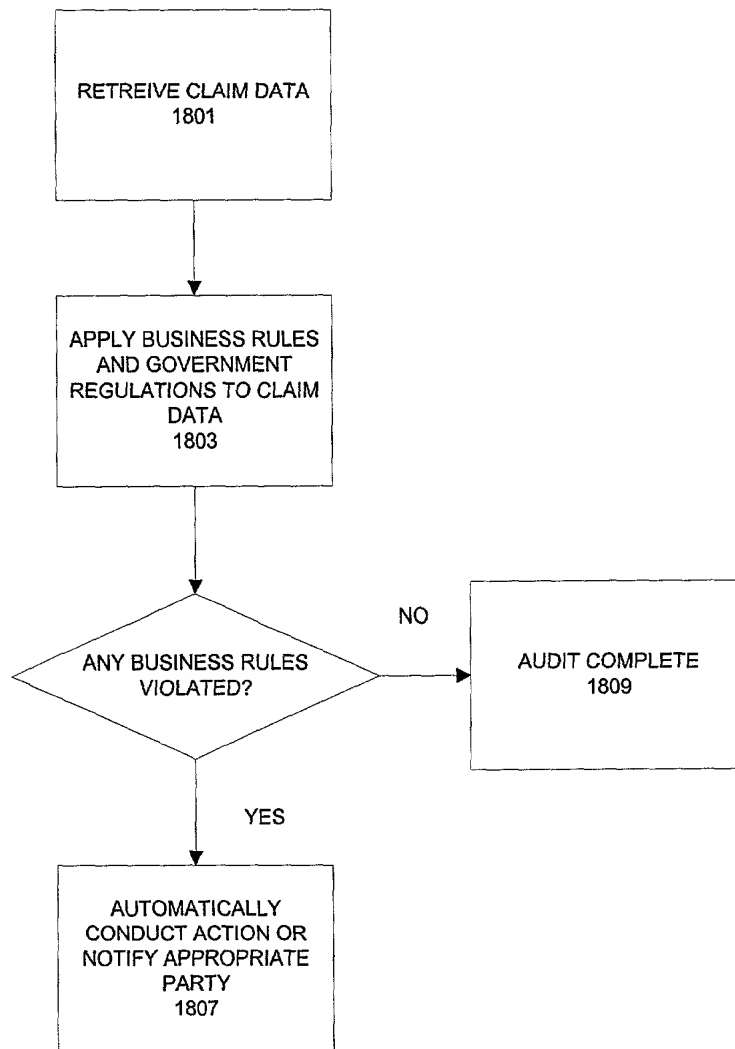 RETREIVE CLAIM DATA
1801
APPLY BUSINESS RULES
AND GOVERNMENT
REGULATIONS TO CLAIM
DATA
1803
ANY BUSINESS RULES
VIOLATED?
NO
AUDIT COMPLETE
1809
YES
AUTOMATICALLY
CONDUCT ACTION OR
NOTIFY APPROPRIATE
PARTY
1807